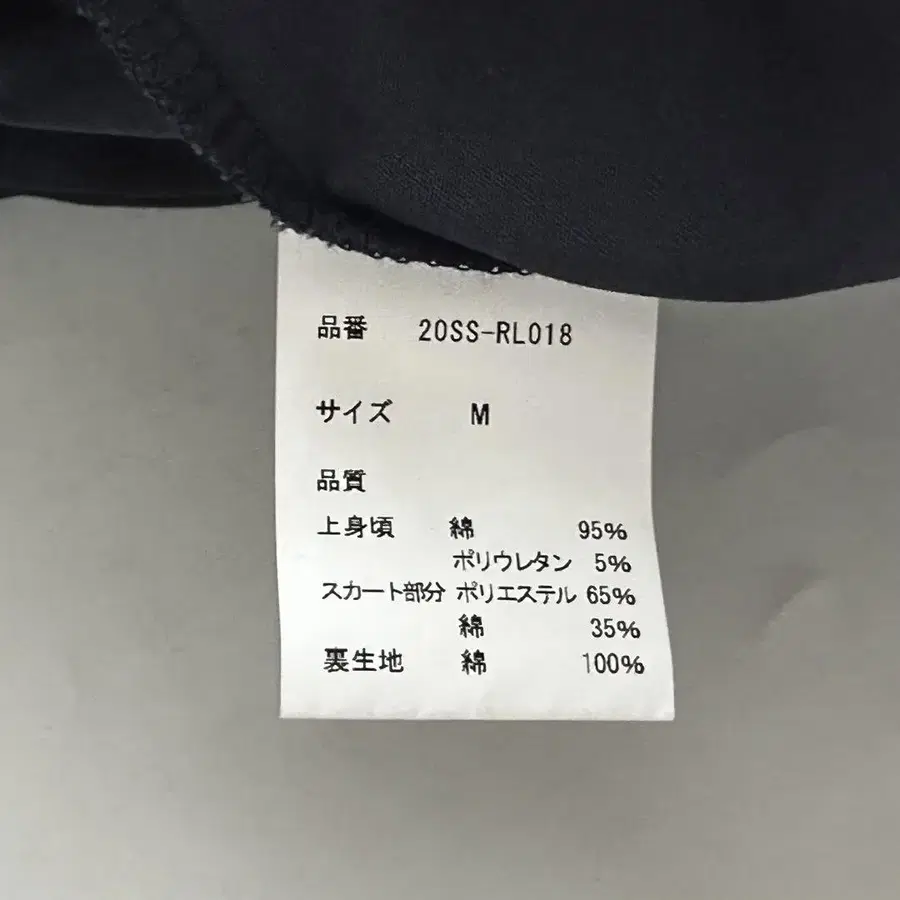 品番 20SS-RL018
サイズ M
品質
上身頃 綿 95%
ポリウレタン 5%
スカート部分 ポリエステル 65%
綿 35%
裏生地 綿 100%